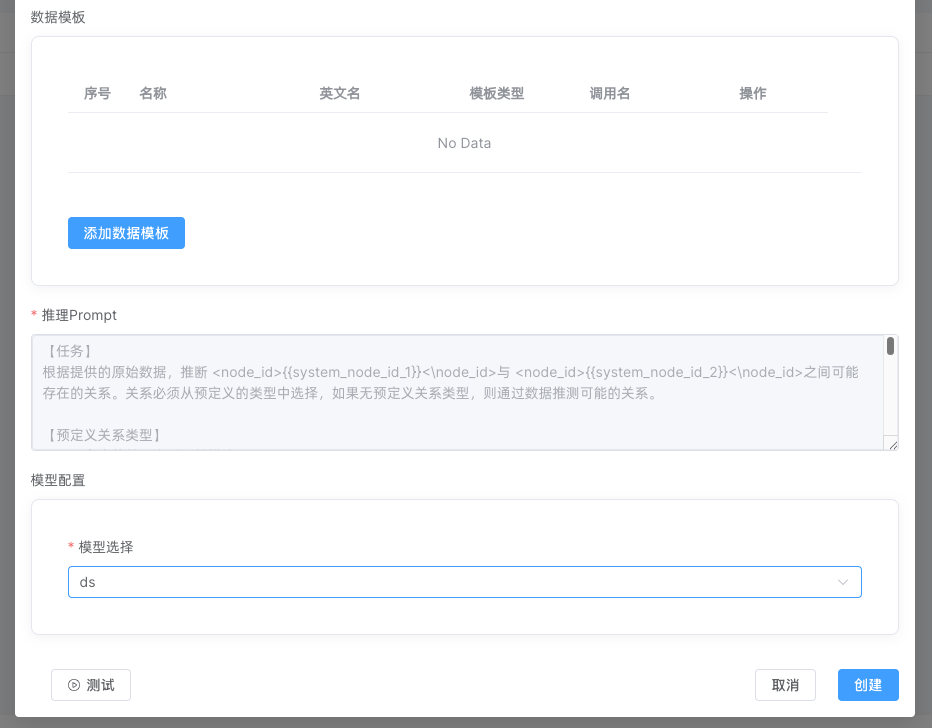 数据模板
序号 名称 英文名 模板类型 调用名 操作
No Data
添加数据模板
* 推理Prompt
【任务】
根据提供的原始数据，推断 <node_id>{{system_node_id_1}}<\node_id>与 <node_id>{{system_node_id_2}}<\node_id>之间可能
存在的关系。关系必须从预定义的类型中选择，如果无预定义关系类型，则通过数据推测可能的关系。
【预定义关系类型】
模型配置
* 模型选择
ds
测试 取消 创建